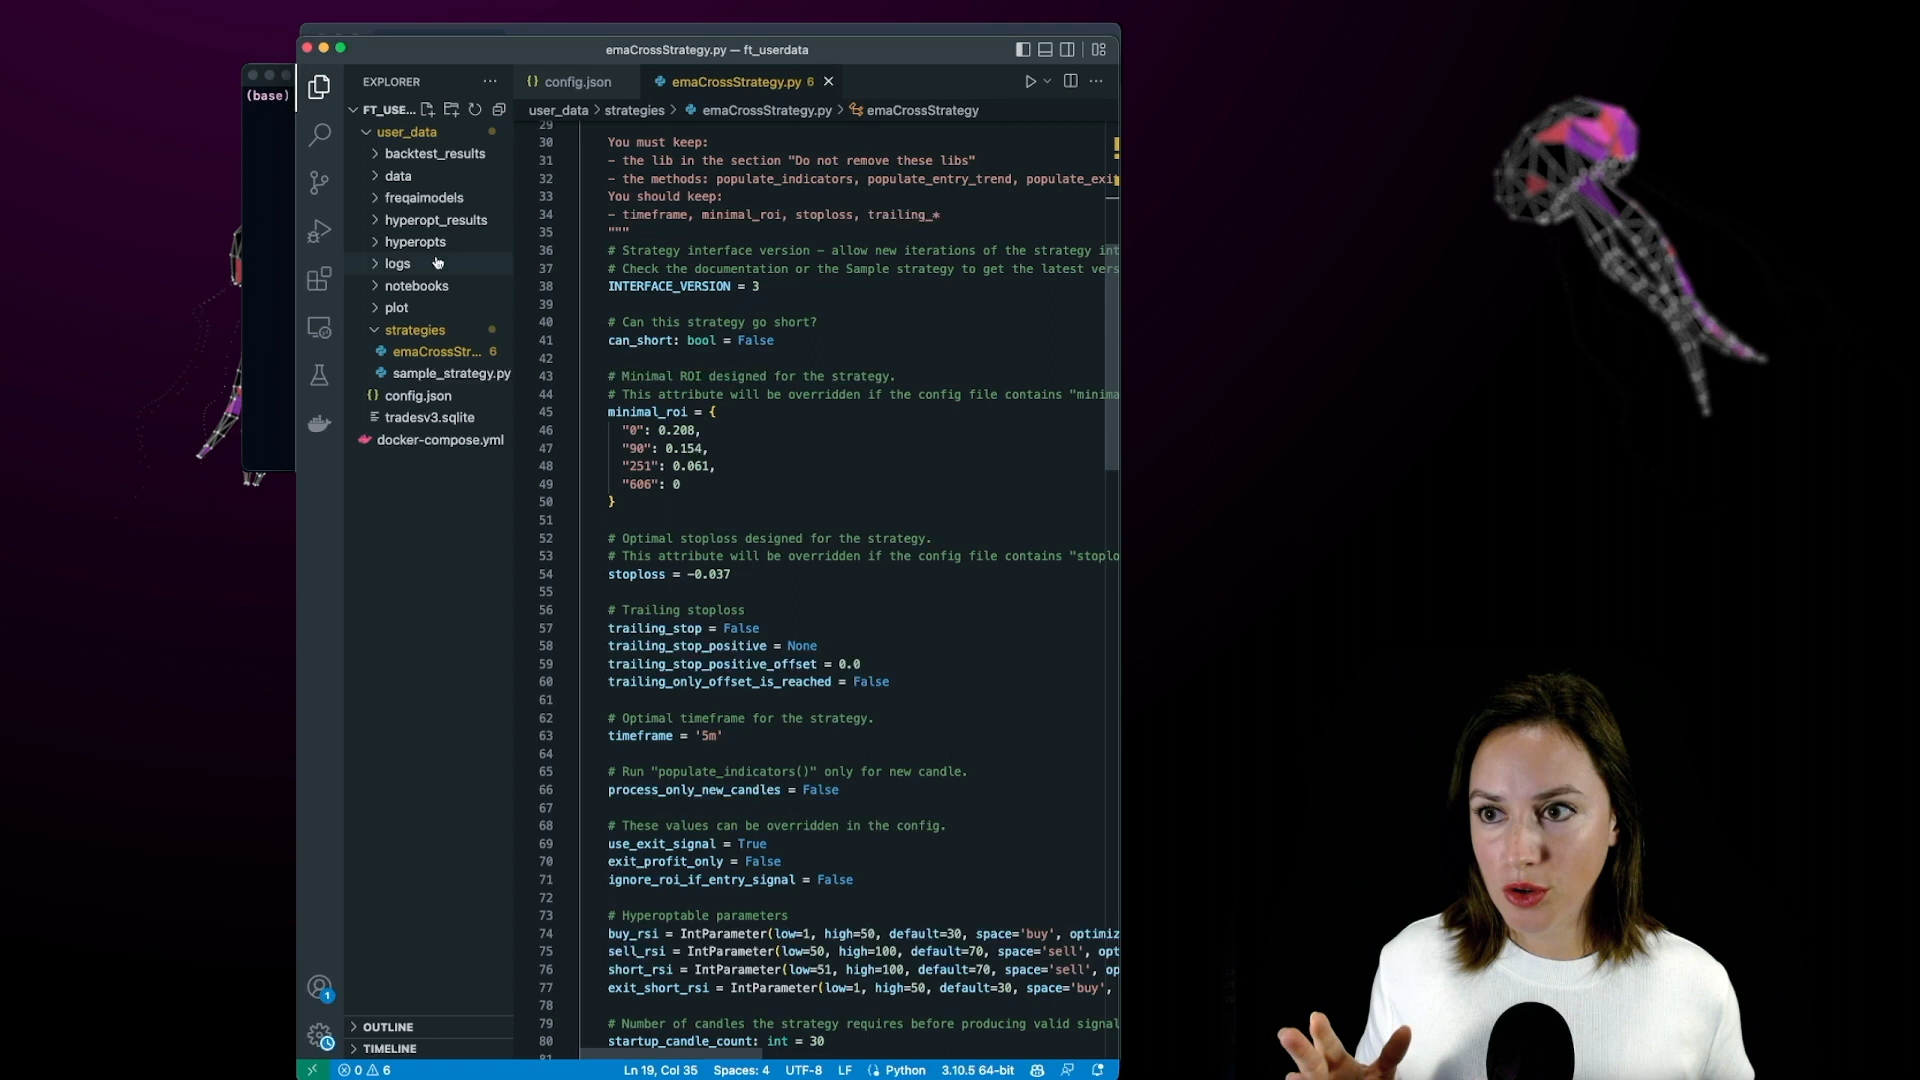 emaCrossStrategy.py — ft_userdata
(base)
EXPLORER
config.json
emaCrossStrategy.py 6
FT_USE...
user_data > strategies > emaCrossStrategy.py > emaCrossStrategy
user_data
backtest_results
data
freqaimodels
hyperopt_results
hyperopts
logs
notebooks
plot
strategies
emaCrossStr... 6
sample_strategy.py
config.json
tradesv3.sqlite
docker-compose.yml
OUTLINE
TIMELINE
29
30 You must keep:
31 - the lib in the section "Do not remove these libs"
32 - the methods: populate_indicators, populate_entry_trend, populate_exit
33 You should keep:
34 - timeframe, minimal_roi, stoploss, trailing_*
35 """
36 # Strategy interface version - allow new iterations of the strategy int
37 # Check the documentation or the Sample strategy to get the latest vers
38 INTERFACE_VERSION = 3
39
40 # Can this strategy go short?
41 can_short: bool = False
42
43 # Minimal ROI designed for the strategy.
44 # This attribute will be overridden if the config file contains "minima
45 minimal_roi = {
46 "0": 0.208,
47 "90": 0.154,
48 "251": 0.061,
49 "606": 0
50 }
51
52 # Optimal stoploss designed for the strategy.
53 # This attribute will be overridden if the config file contains "stoplo
54 stoploss = -0.037
55
56 # Trailing stoploss
57 trailing_stop = False
58 trailing_stop_positive = None
59 trailing_stop_positive_offset = 0.0
60 trailing_only_offset_is_reached = False
61
62 # Optimal timeframe for the strategy.
63 timeframe = '5m'
64
65 # Run "populate_indicators()" only for new candle.
66 process_only_new_candles = False
67
68 # These values can be overridden in the config.
69 use_exit_signal = True
70 exit_profit_only = False
71 ignore_roi_if_entry_signal = False
72
73 # Hyperoptable parameters
74 buy_rsi = IntParameter(low=1, high=50, default=30, space='buy', optimiz
75 sell_rsi = IntParameter(low=50, high=100, default=70, space='sell', opt
76 short_rsi = IntParameter(low=51, high=100, default=70, space='sell', op
77 exit_short_rsi = IntParameter(low=1, high=50, default=30, space='buy',
78
79 # Number of candles the strategy requires before producing valid signal
80 startup_candle_count: int = 30
81
1
0 6 Ln 19, Col 35 Spaces: 4 UTF-8 LF Python 3.10.5 64-bit